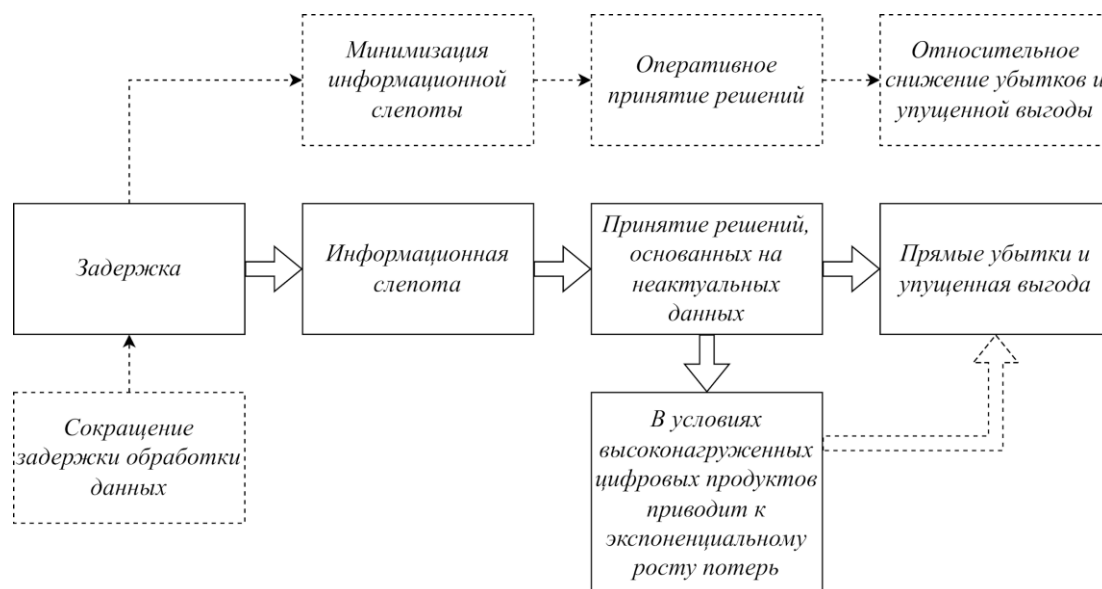 Минимизация
информационной
слепоты
Оперативное
принятие решений
Относительное
снижение убытков и
упущенной выгоды
Задержка
Информационная
слепота
Принятие решений,
основанных на
неактуальных
данных
Прямые убытки и
упущенная выгода
Сокращение
задержки обработки
данных
В условиях
высоконагруженных
цифровых продуктов
приводит к
экспоненциальному
росту потерь